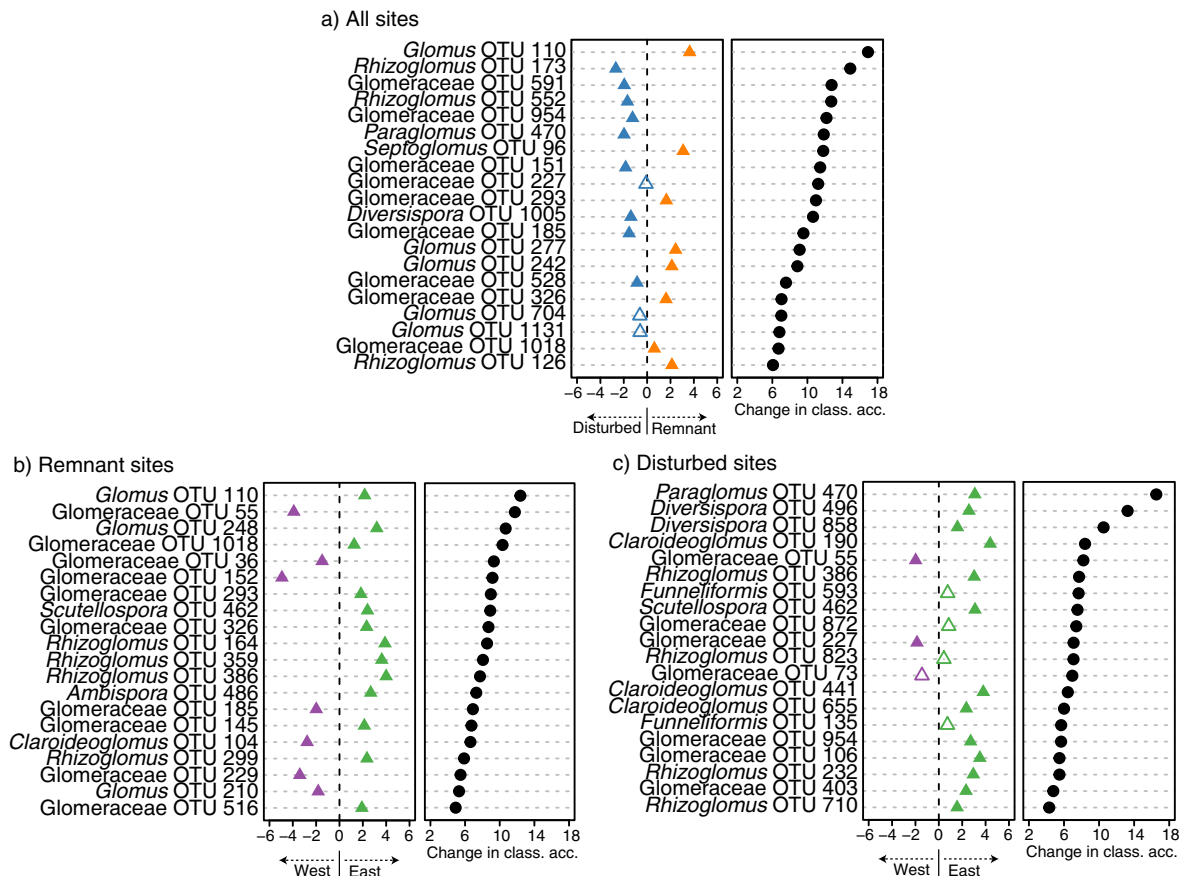 a) All sites
Glomus OTU 110
Rhizoglomus OTU 173
Glomeraceae OTU 591
Rhizoglomus OTU 552
Glomeraceae OTU 954
Paraglomus OTU 470
Septoglomus OTU 96
Glomeraceae OTU 151
Glomeraceae OTU 227
Glomeraceae OTU 293
Diversispora OTU 1005
Glomeraceae OTU 185
Glomus OTU 277
Glomus OTU 242
Glomeraceae OTU 528
Glomeraceae OTU 326
Glomus OTU 704
Glomus OTU 1131
Glomeraceae OTU 1018
Rhizoglomus OTU 126
−6 −4 −2 0 2 4 6
2 6 10 14 18
Change in class. acc.
Disturbed Remnant
b) Remnant sites
Glomus OTU 110
Glomeraceae OTU 55
Glomus OTU 248
Glomeraceae OTU 1018
Glomeraceae OTU 36
Glomeraceae OTU 152
Glomeraceae OTU 293
Scutellospora OTU 462
Glomeraceae OTU 326
Rhizoglomus OTU 164
Rhizoglomus OTU 359
Rhizoglomus OTU 386
Ambispora OTU 486
Glomeraceae OTU 185
Glomeraceae OTU 145
Claroideoglomus OTU 104
Rhizoglomus OTU 299
Glomeraceae OTU 229
Glomus OTU 210
Glomeraceae OTU 516
−6 −4 −2 0 2 4 6
2 6 10 14 18
Change in class. acc.
West East
c) Disturbed sites
Paraglomus OTU 470
Diversispora OTU 496
Diversispora OTU 858
Claroideoglomus OTU 190
Glomeraceae OTU 55
Rhizoglomus OTU 386
Funneliformis OTU 593
Scutellospora OTU 462
Glomeraceae OTU 872
Glomeraceae OTU 227
Rhizoglomus OTU 823
Glomeraceae OTU 73
Claroideoglomus OTU 441
Claroideoglomus OTU 655
Funneliformis OTU 135
Glomeraceae OTU 954
Glomeraceae OTU 106
Rhizoglomus OTU 232
Glomeraceae OTU 403
Rhizoglomus OTU 710
−6 −4 −2 0 2 4 6
2 6 10 14 18
Change in class. acc.
West East